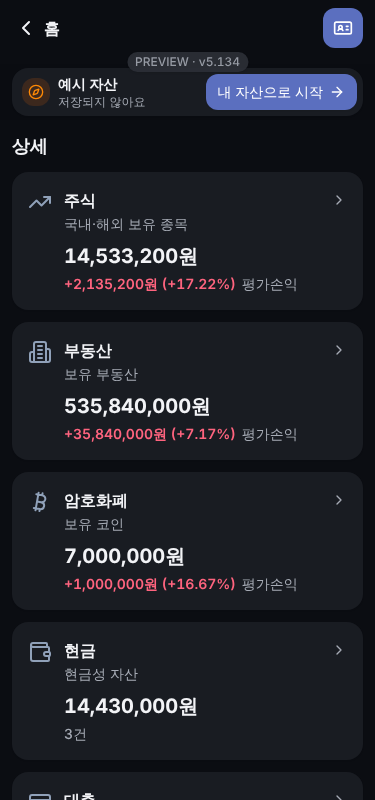 홈
PREVIEW · v5.134
예시 자산
저장되지 않아요
내 자산으로 시작
상세
주식
국내·해외 보유 종목
14,533,200원
+2,135,200원 (+17.22%) 평가손익
부동산
보유 부동산
535,840,000원
+35,840,000원 (+7.17%) 평가손익
암호화폐
보유 코인
7,000,000원
+1,000,000원 (+16.67%) 평가손익
현금
현금성 자산
14,430,000원
3건